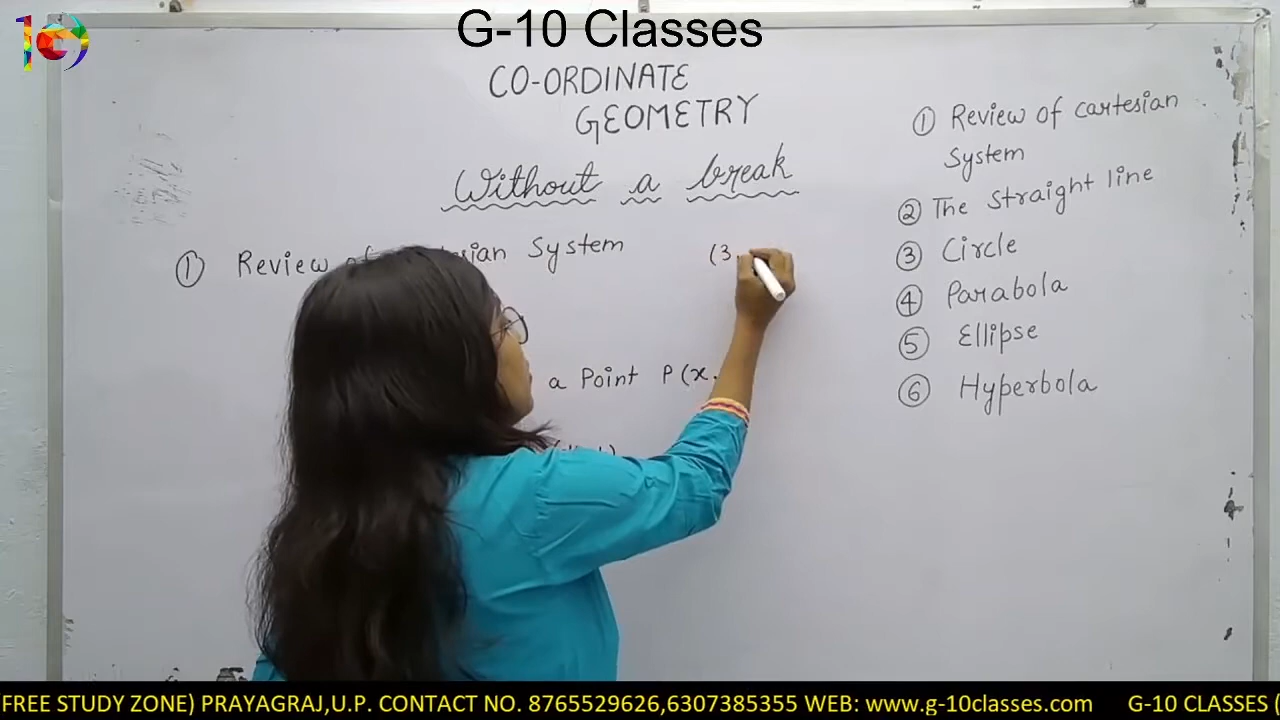 G-10 Classes
CO-ORDINATE
GEOMETRY
Without a break
① Review System
(3,
a Point P(x,
① Review of cartesian
System
② The straight line
③ Circle
④ Parabola
⑤ Ellipse
⑥ Hyperbola
(FREE STUDY ZONE) PRAYAGRAJ,U.P. CONTACT NO. 8765529626,6307385355 WEB: www.g-10classes.com G-10 CLASSES (